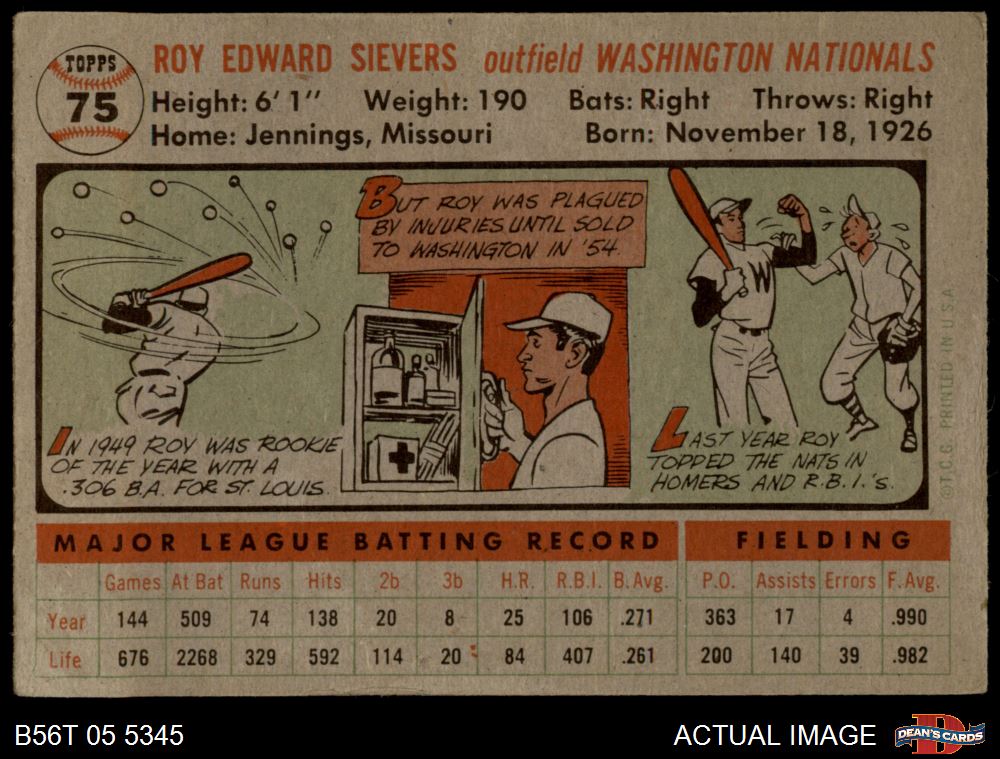 TOPPS
75
ROY EDWARD SIEVERS outfield WASHINGTON NATIONALS
Height: 6' 1" Weight: 190 Bats: Right Throws: Right
Home: Jennings, Missouri Born: November 18, 1926
IN 1949 ROY WAS ROOKIE
OF THE YEAR WITH A
.306 B.A. FOR ST. LOUIS.
BUT ROY WAS PLAGUED
BY INJURIES UNTIL SOLD
TO WASHINGTON IN '54.
W
LAST YEAR ROY
TOPPED THE NATS IN
HOMERS AND R.B.I.'s.
©T.C.G. PRINTED IN U.S.A.
MAJOR LEAGUE BATTING RECORD FIELDING
Games At Bat Runs Hits 2b 3b H.R. R.B.I. B.Avg. P.O. Assists Errors F.Avg.
Year 144 509 74 138 20 8 25 106 .271 363 17 4 .990
Life 676 2268 329 592 114 20 84 407 .261 200 140 39 .982
B56T 05 5345 ACTUAL IMAGE
DEAN'S CARDS